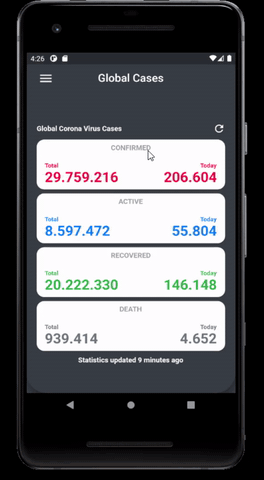 4:26
Global Cases
Global Corona Virus Cases
CONFIRMED
Total Today
29.759.216 206.604
ACTIVE
Total Today
8.597.472 55.804
RECOVERED
Total Today
20.222.330 146.148
DEATH
Total Today
939.414 4.652
Statistics updated 9 minutes ago